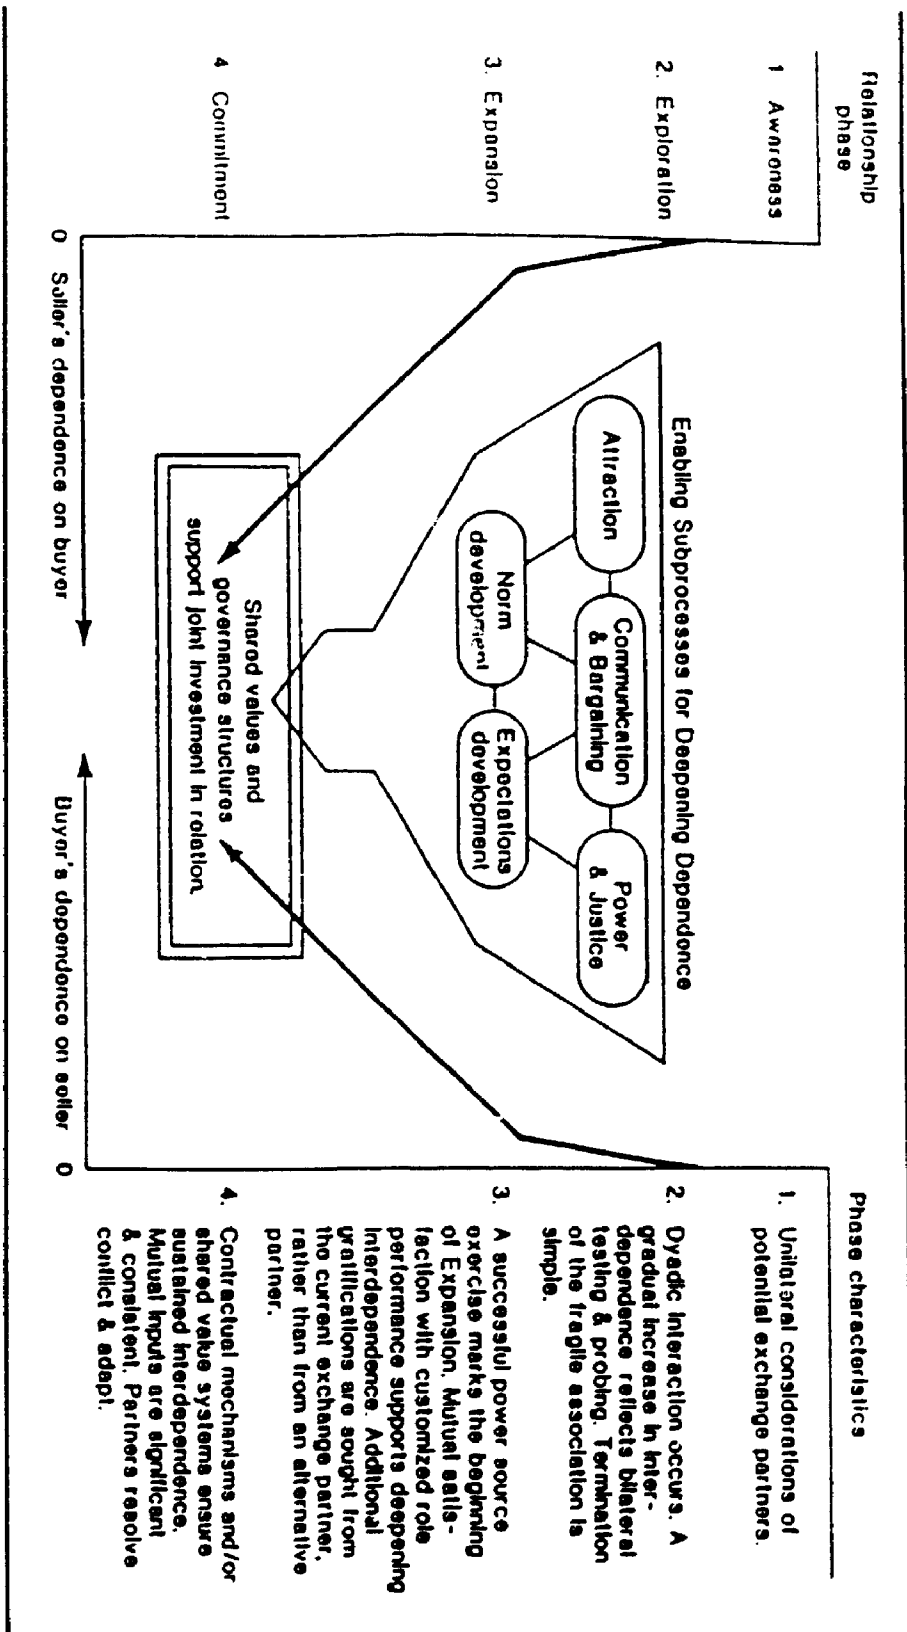 Relationship
phase
1 Awareness
2. Exploration
3. Expansion
4 Commitment
Enabling Subprocesses for Deepening Dependence
Attraction
Communication
& Bargaining
Power
& Justice
Norm
development
Expectations
development
Shared values and
governance structures
support joint investment in relation.
0 Seller's dependence on buyer
Buyer's dependence on seller 0
Phase characteristics
1. Unilateral considerations of
potential exchange partners.
2. Dyadic interaction occurs. A
gradual increase in inter-
dependence reflects bilateral
testing & probing. Termination
of the fragile association is
simple.
3. A successful power source
exercise marks the beginning
of Expansion. Mutual satis-
faction with customized role
performance supports deepening
interdependence. Additional
gratifications are sought from
the current exchange partner,
rather than from an alternative
partner.
4. Contractual mechanisms and/or
shared value systems ensure
sustained interdependence.
Mutual inputs are significant
& consistent. Partners resolve
conflict & adapt.